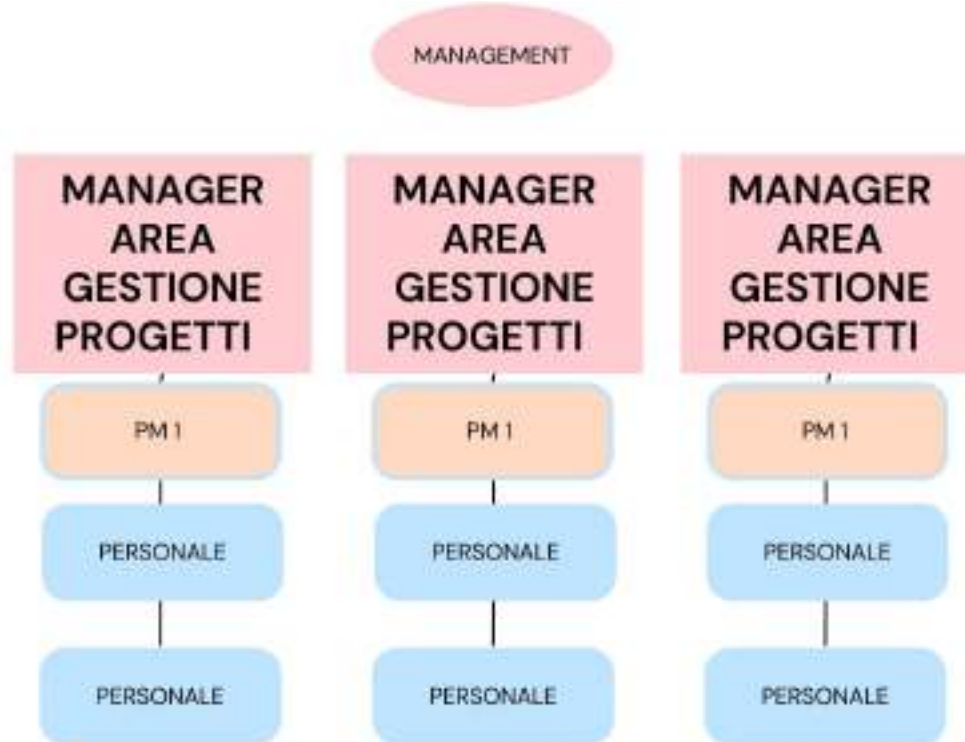 MANAGEMENT
MANAGER
AREA
GESTIONE
PROGETTI
MANAGER
AREA
GESTIONE
PROGETTI
MANAGER
AREA
GESTIONE
PROGETTI
PM 1
PM 1
PM 1
PERSONALE
PERSONALE
PERSONALE
PERSONALE
PERSONALE
PERSONALE